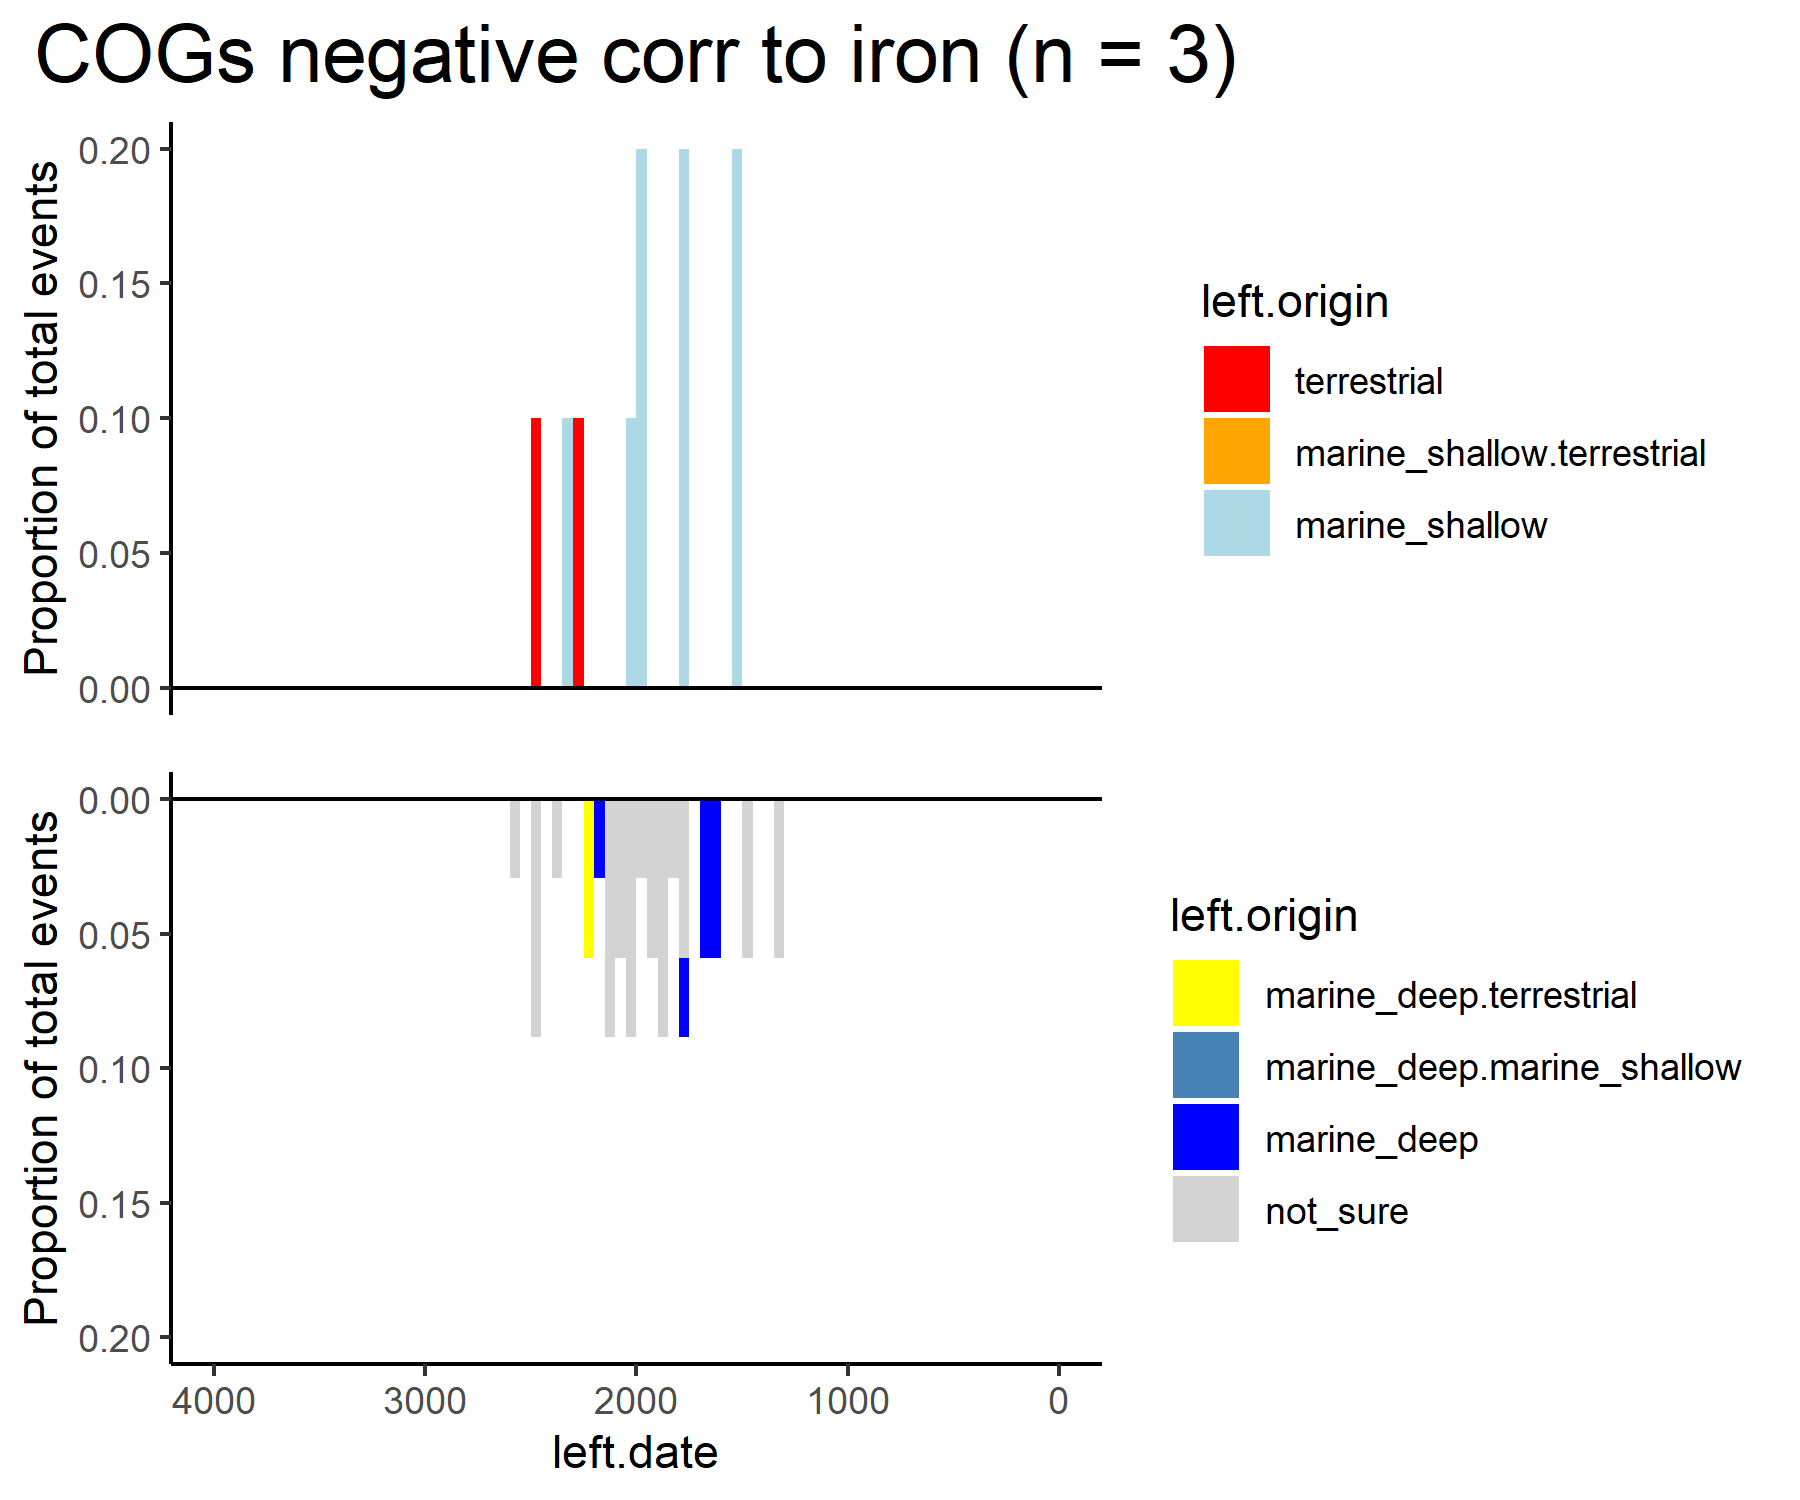 COGs negative corr to iron (n = 3)
Proportion of total events
0.20
0.15
0.10
0.05
0.00
left.origin
terrestrial
marine_shallow.terrestrial
marine_shallow
Proportion of total events
0.00
0.05
0.10
0.15
0.20
4000 3000 2000 1000 0
left.date
left.origin
marine_deep.terrestrial
marine_deep.marine_shallow
marine_deep
not_sure